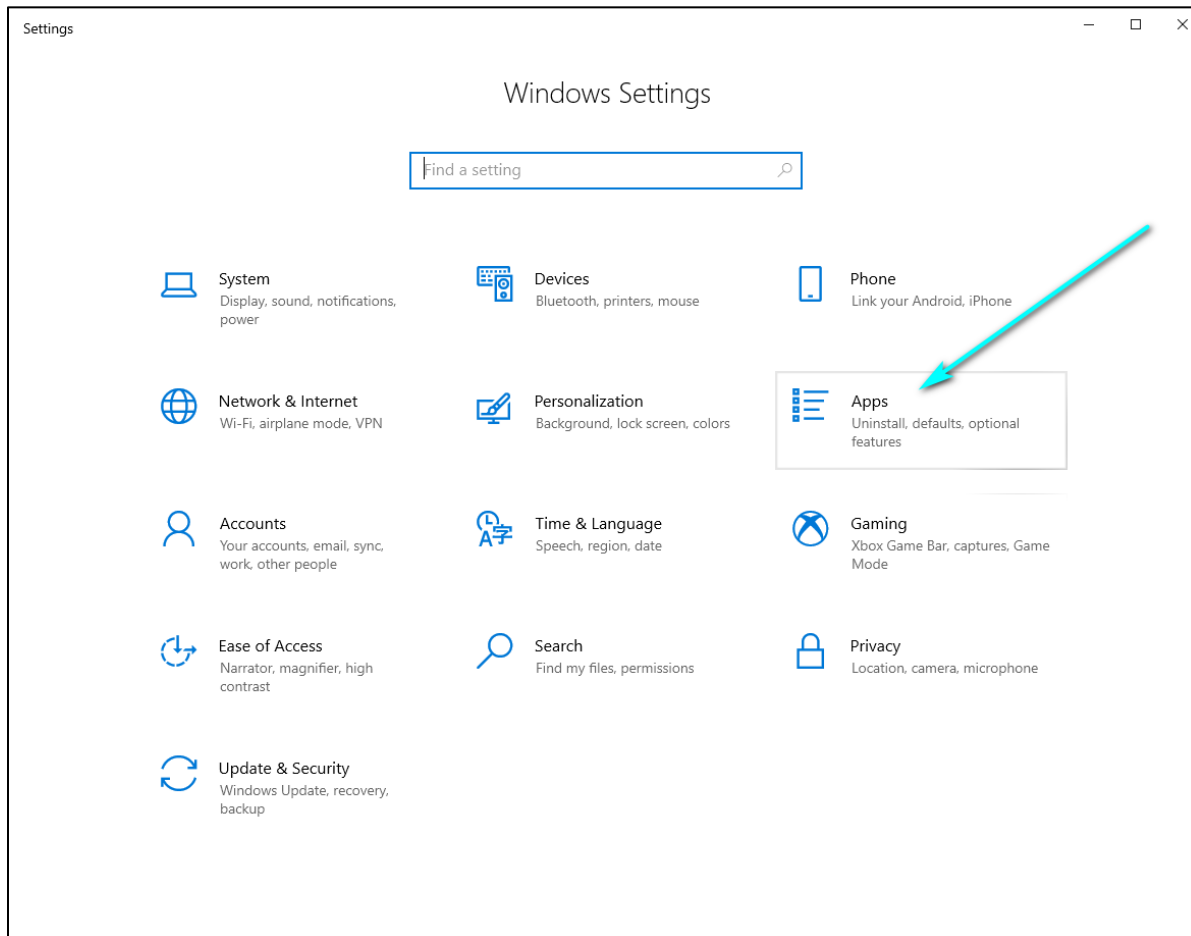 Settings
Windows Settings
Find a setting
System
Display, sound, notifications,
power
Devices
Bluetooth, printers, mouse
Phone
Link your Android, iPhone
Network & Internet
Wi-Fi, airplane mode, VPN
Personalization
Background, lock screen, colors
Apps
Uninstall, defaults, optional
features
Accounts
Your accounts, email, sync,
work, other people
Time & Language
Speech, region, date
Gaming
Xbox Game Bar, captures, Game
Mode
Ease of Access
Narrator, magnifier, high
contrast
Search
Find my files, permissions
Privacy
Location, camera, microphone
Update & Security
Windows Update, recovery,
backup